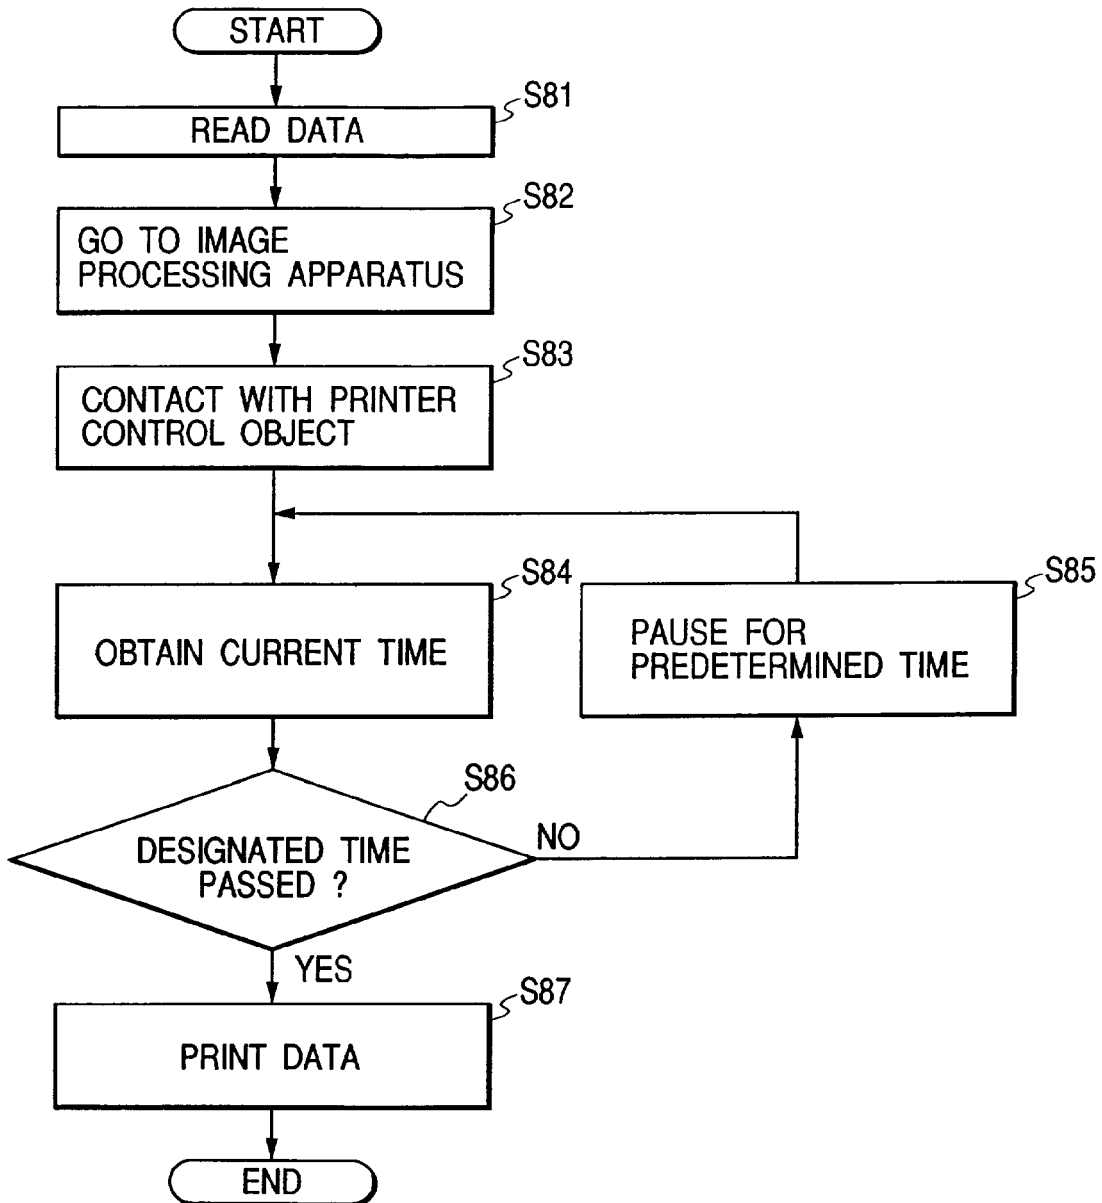 START
S81
READ DATA
S82
GO TO IMAGE
PROCESSING APPARATUS
S83
CONTACT WITH PRINTER
CONTROL OBJECT
S84
OBTAIN CURRENT TIME
S85
PAUSE FOR
PREDETERMINED TIME
S86
DESIGNATED TIME
PASSED ?
NO
YES
S87
PRINT DATA
END